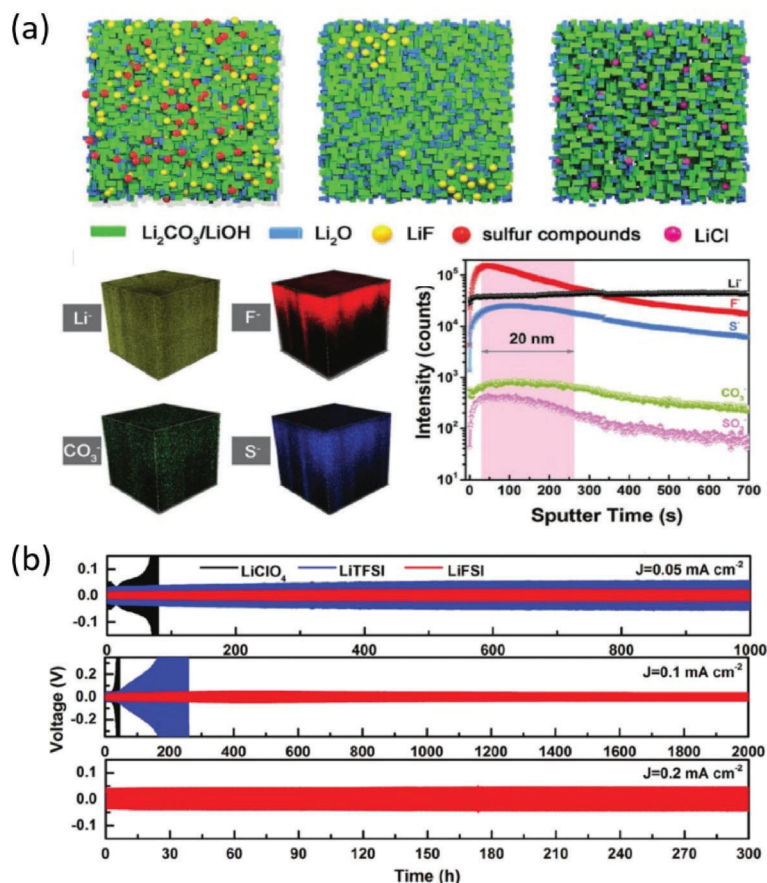 (a)
Li₂CO₃/LiOH Li₂O LiF sulfur compounds LiCl
Li⁻
F⁻
CO₃⁻
S⁻
Intensity (counts)
10⁵
10⁴
10³
10²
10¹
Li⁻
F⁻
S⁻
20 nm
CO₃⁻
SO₃⁻
0 100 200 300 400 500 600 700
Sputter Time (s)
(b)
Voltage (V)
0.1
0.0
-0.1
LiClO₄ LiTFSI LiFSI
J=0.05 mA cm⁻²
0 200 400 600 800 1000
0.2
0.0
-0.2
J=0.1 mA cm⁻²
0 200 400 600 800 1000 1200 1400 1600 1800 2000
0.1
0.0
-0.1
J=0.2 mA cm⁻²
0 30 60 90 120 150 180 210 240 270 300
Time (h)